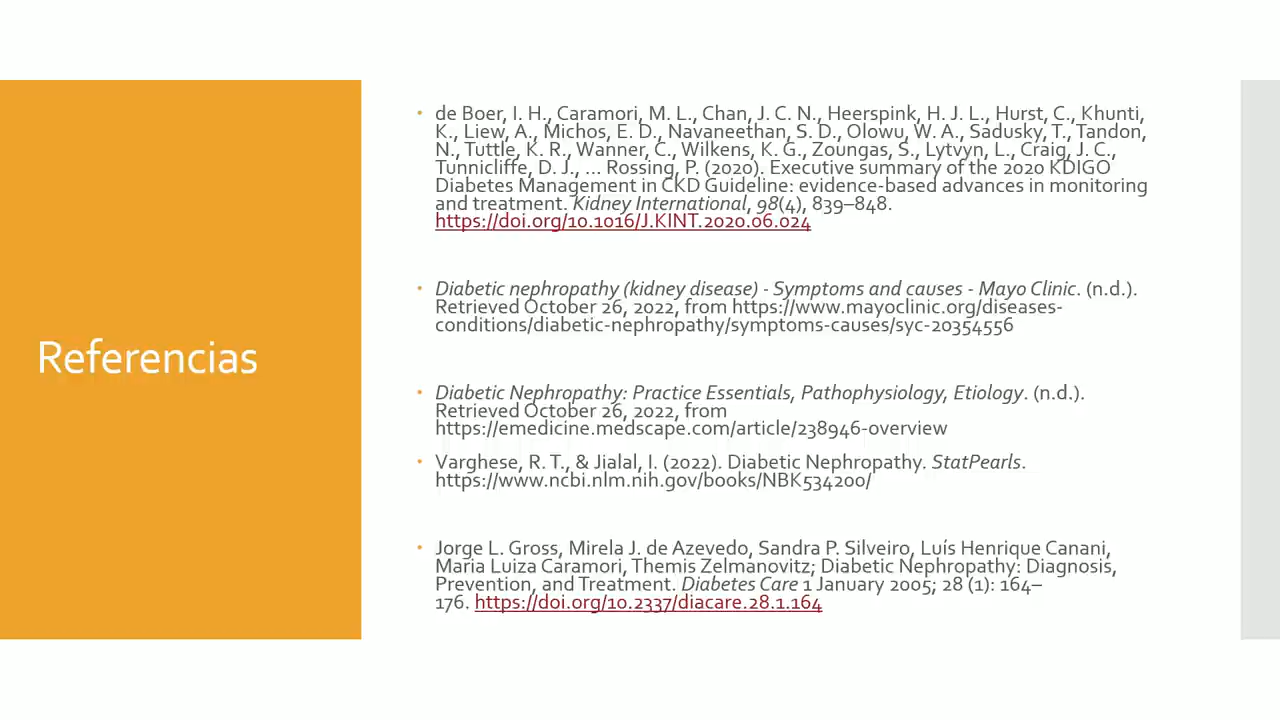 Referencias
• de Boer, I. H., Caramori, M. L., Chan, J. C. N., Heerspink, H. J. L., Hurst, C., Khunti,
K., Liew, A., Michos, E. D., Navaneethan, S. D., Olowu, W. A., Sadusky, T., Tandon,
N., Tuttle, K. R., Wanner, C., Wilkens, K. G., Zoungas, S., Lytvyn, L., Craig, J. C.,
Tunnicliffe, D. J., … Rossing, P. (2020). Executive summary of the 2020 KDIGO
Diabetes Management in CKD Guideline: evidence-based advances in monitoring
and treatment. Kidney International, 98(4), 839–848.
https://doi.org/10.1016/J.KINT.2020.06.024
• Diabetic nephropathy (kidney disease) - Symptoms and causes - Mayo Clinic. (n.d.).
Retrieved October 26, 2022, from https://www.mayoclinic.org/diseases-
conditions/diabetic-nephropathy/symptoms-causes/syc-20354556
• Diabetic Nephropathy: Practice Essentials, Pathophysiology, Etiology. (n.d.).
Retrieved October 26, 2022, from
https://emedicine.medscape.com/article/238946-overview
• Varghese, R. T., & Jialal, I. (2022). Diabetic Nephropathy. StatPearls.
https://www.ncbi.nlm.nih.gov/books/NBK534200/
• Jorge L. Gross, Mirela J. de Azevedo, Sandra P. Silveiro, Luís Henrique Canani,
Maria Luiza Caramori, Themis Zelmanovitz; Diabetic Nephropathy: Diagnosis,
Prevention, and Treatment. Diabetes Care 1 January 2005; 28 (1): 164–
176. https://doi.org/10.2337/diacare.28.1.164